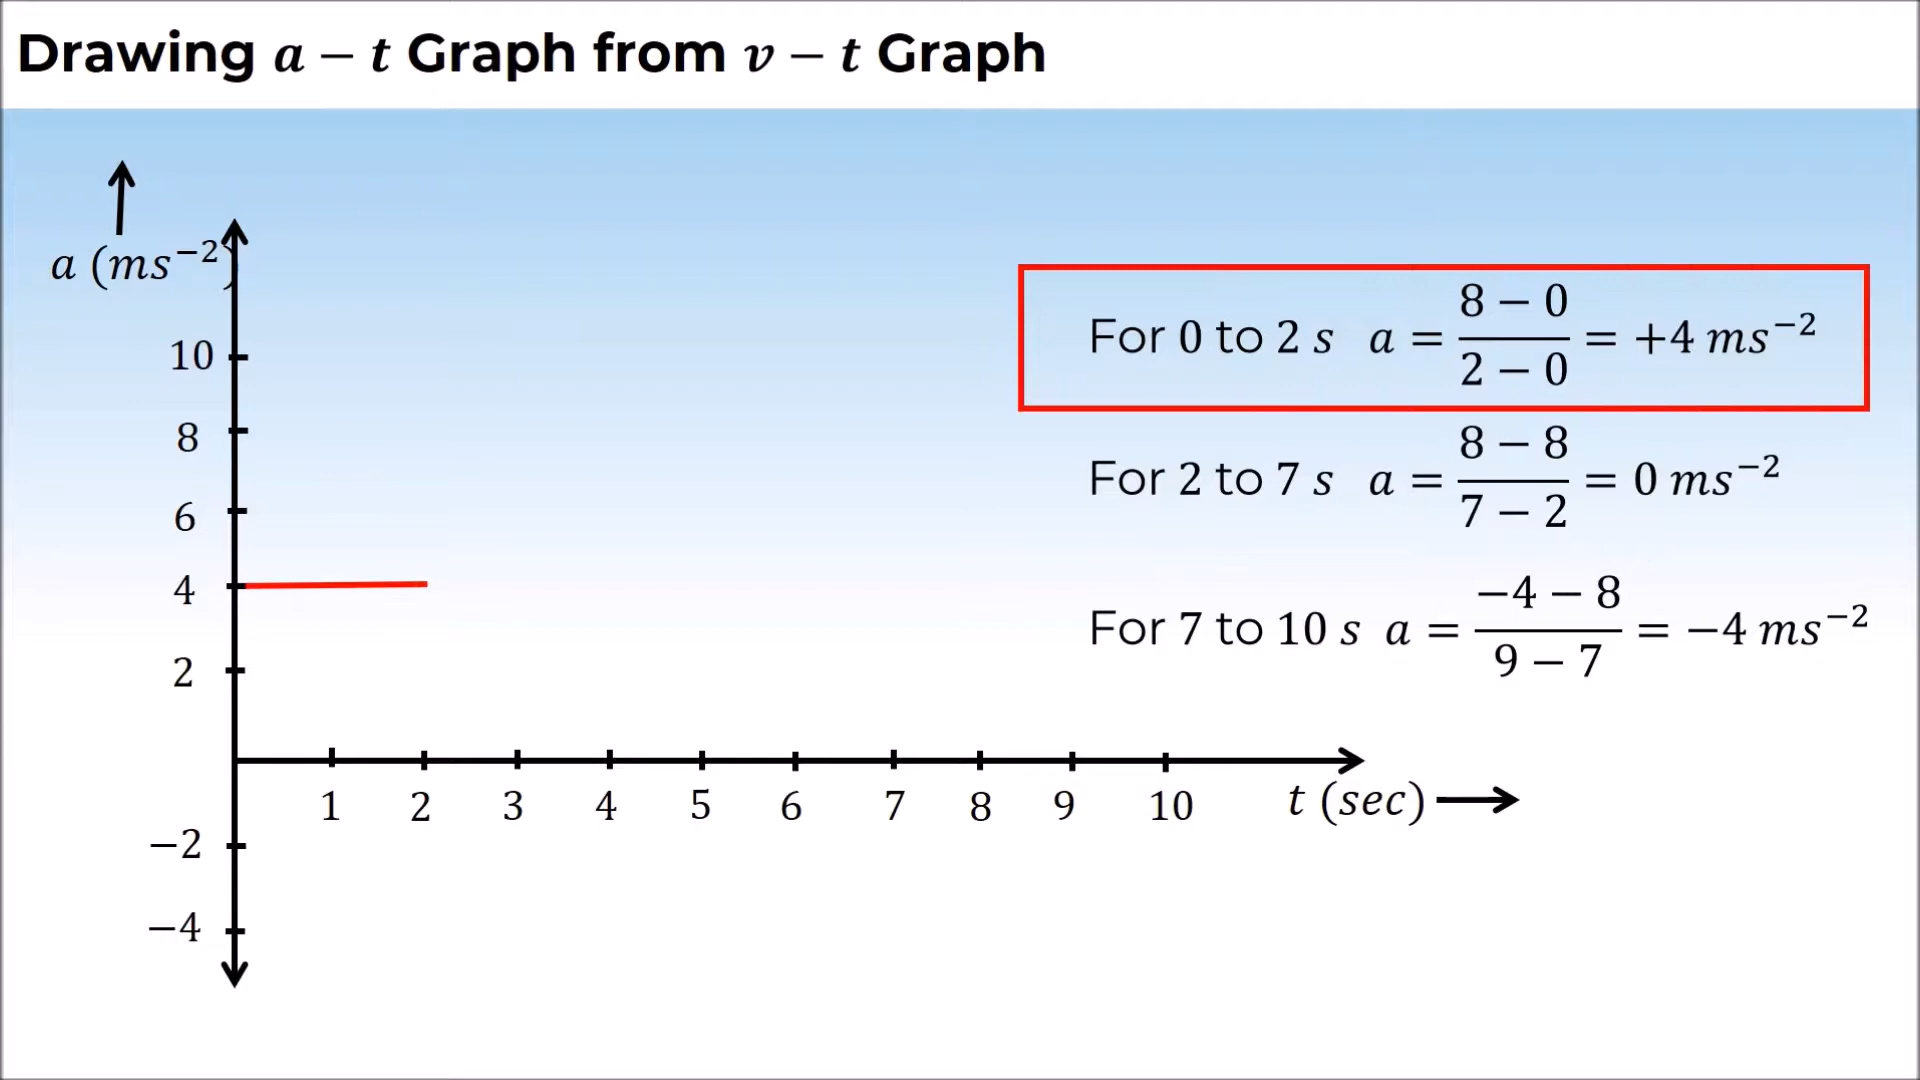 Drawing a − t Graph from v − t Graph
a (ms⁻²)
10
8
6
4
2
−2
−4
1 2 3 4 5 6 7 8 9 10
t (sec)
For 0 to 2 s a = (8 − 0)/(2 − 0) = +4 ms⁻²
For 2 to 7 s a = (8 − 8)/(7 − 2) = 0 ms⁻²
For 7 to 10 s a = (−4 − 8)/(9 − 7) = −4 ms⁻²